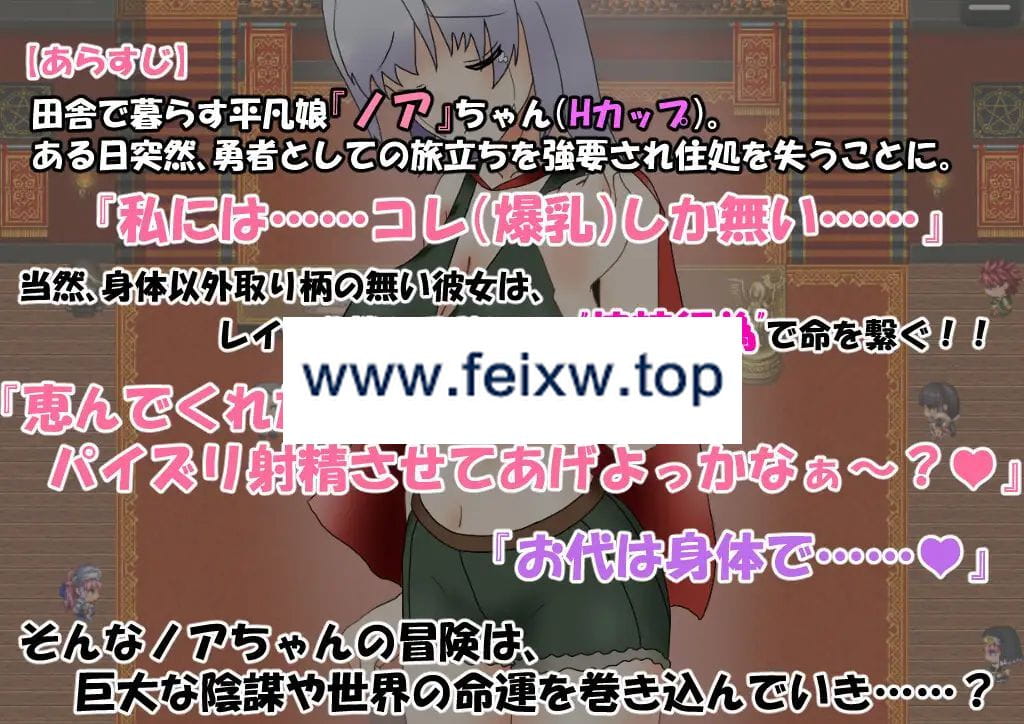 【あらすじ】
田舎で暮らす平凡娘『ノア』ちゃん(Hカップ)。
ある日突然、勇者としての旅立ちを強要され住処を失うことに。
『私には……コレ(爆乳)しか無い……』
当然、身体以外取り柄の無い彼女は、
レイ
で命を繋ぐ！！
www.feixw.top
『恵んでくれた
パイズリ射精させてあげよっかなぁ～？♥』
『お代は身体で……♥』
そんなノアちゃんの冒険は、
巨大な陰謀や世界の命運を巻き込んでいき……？